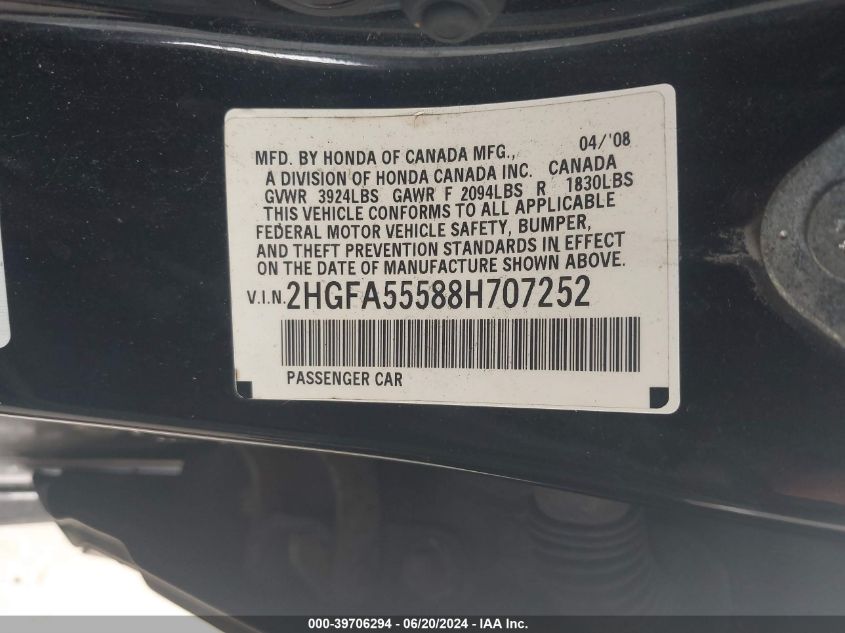 04/'08
MFD. BY HONDA OF CANADA MFG.,
A DIVISION OF HONDA CANADA INC. CANADA
GVWR 3924LBS GAWR F 2094LBS R 1830LBS
THIS VEHICLE CONFORMS TO ALL APPLICABLE
FEDERAL MOTOR VEHICLE SAFETY, BUMPER,
AND THEFT PREVENTION STANDARDS IN EFFECT
ON THE DATE OF MANUFACTURE SHOWN ABOVE.
V.I.N. 2HGFA55588H707252
PASSENGER CAR
000-39706294 - 06/20/2024 - IAA Inc.